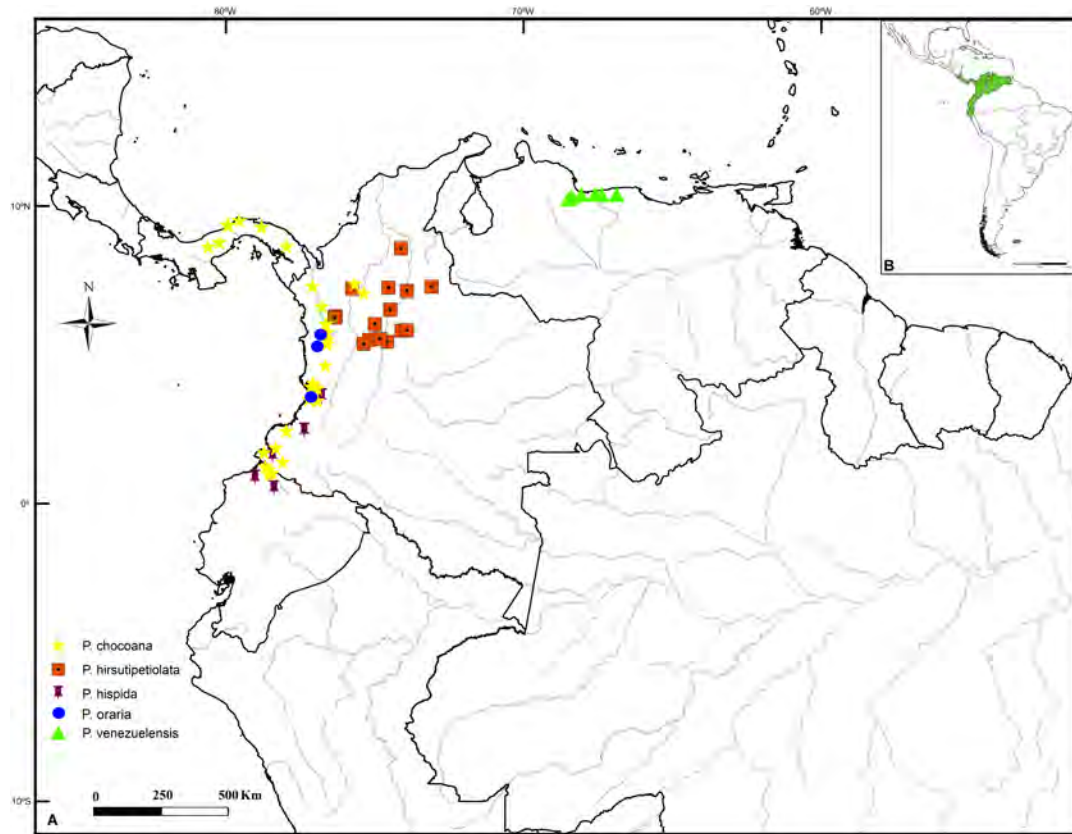 80°W 70°W 60°W
B
10°N
N
0°
P. chocoana
P. hirsutipetiolata
P. hispida
P. oraria
P. venezuelensis
10°S
A
0 250 500 Km